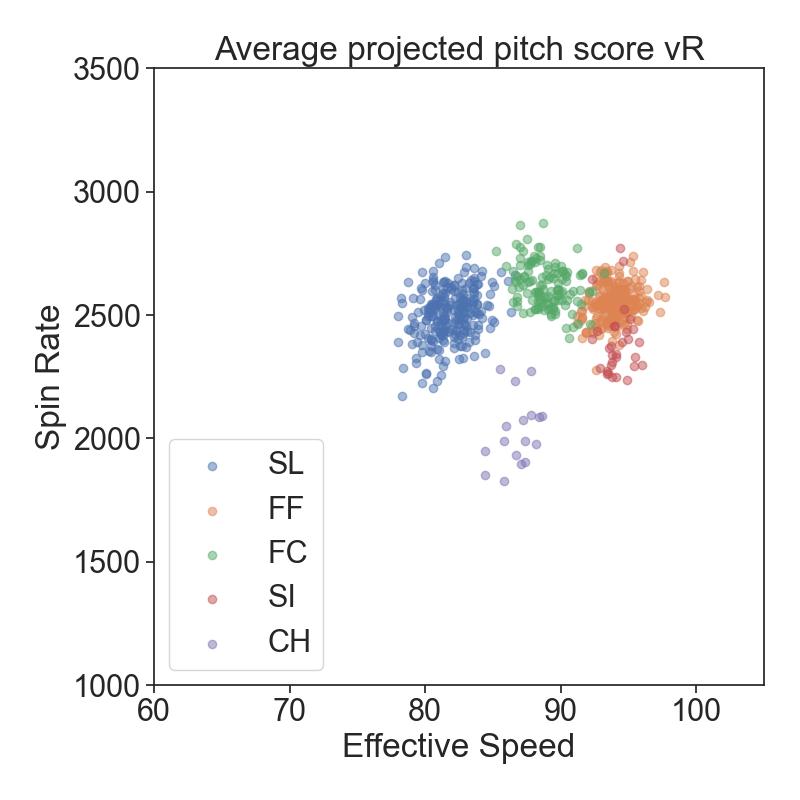 Average projected pitch score vR
3500
3000
2500
2000
1500
1000
Spin Rate
SL
FF
FC
SI
CH
60 70 80 90 100
Effective Speed